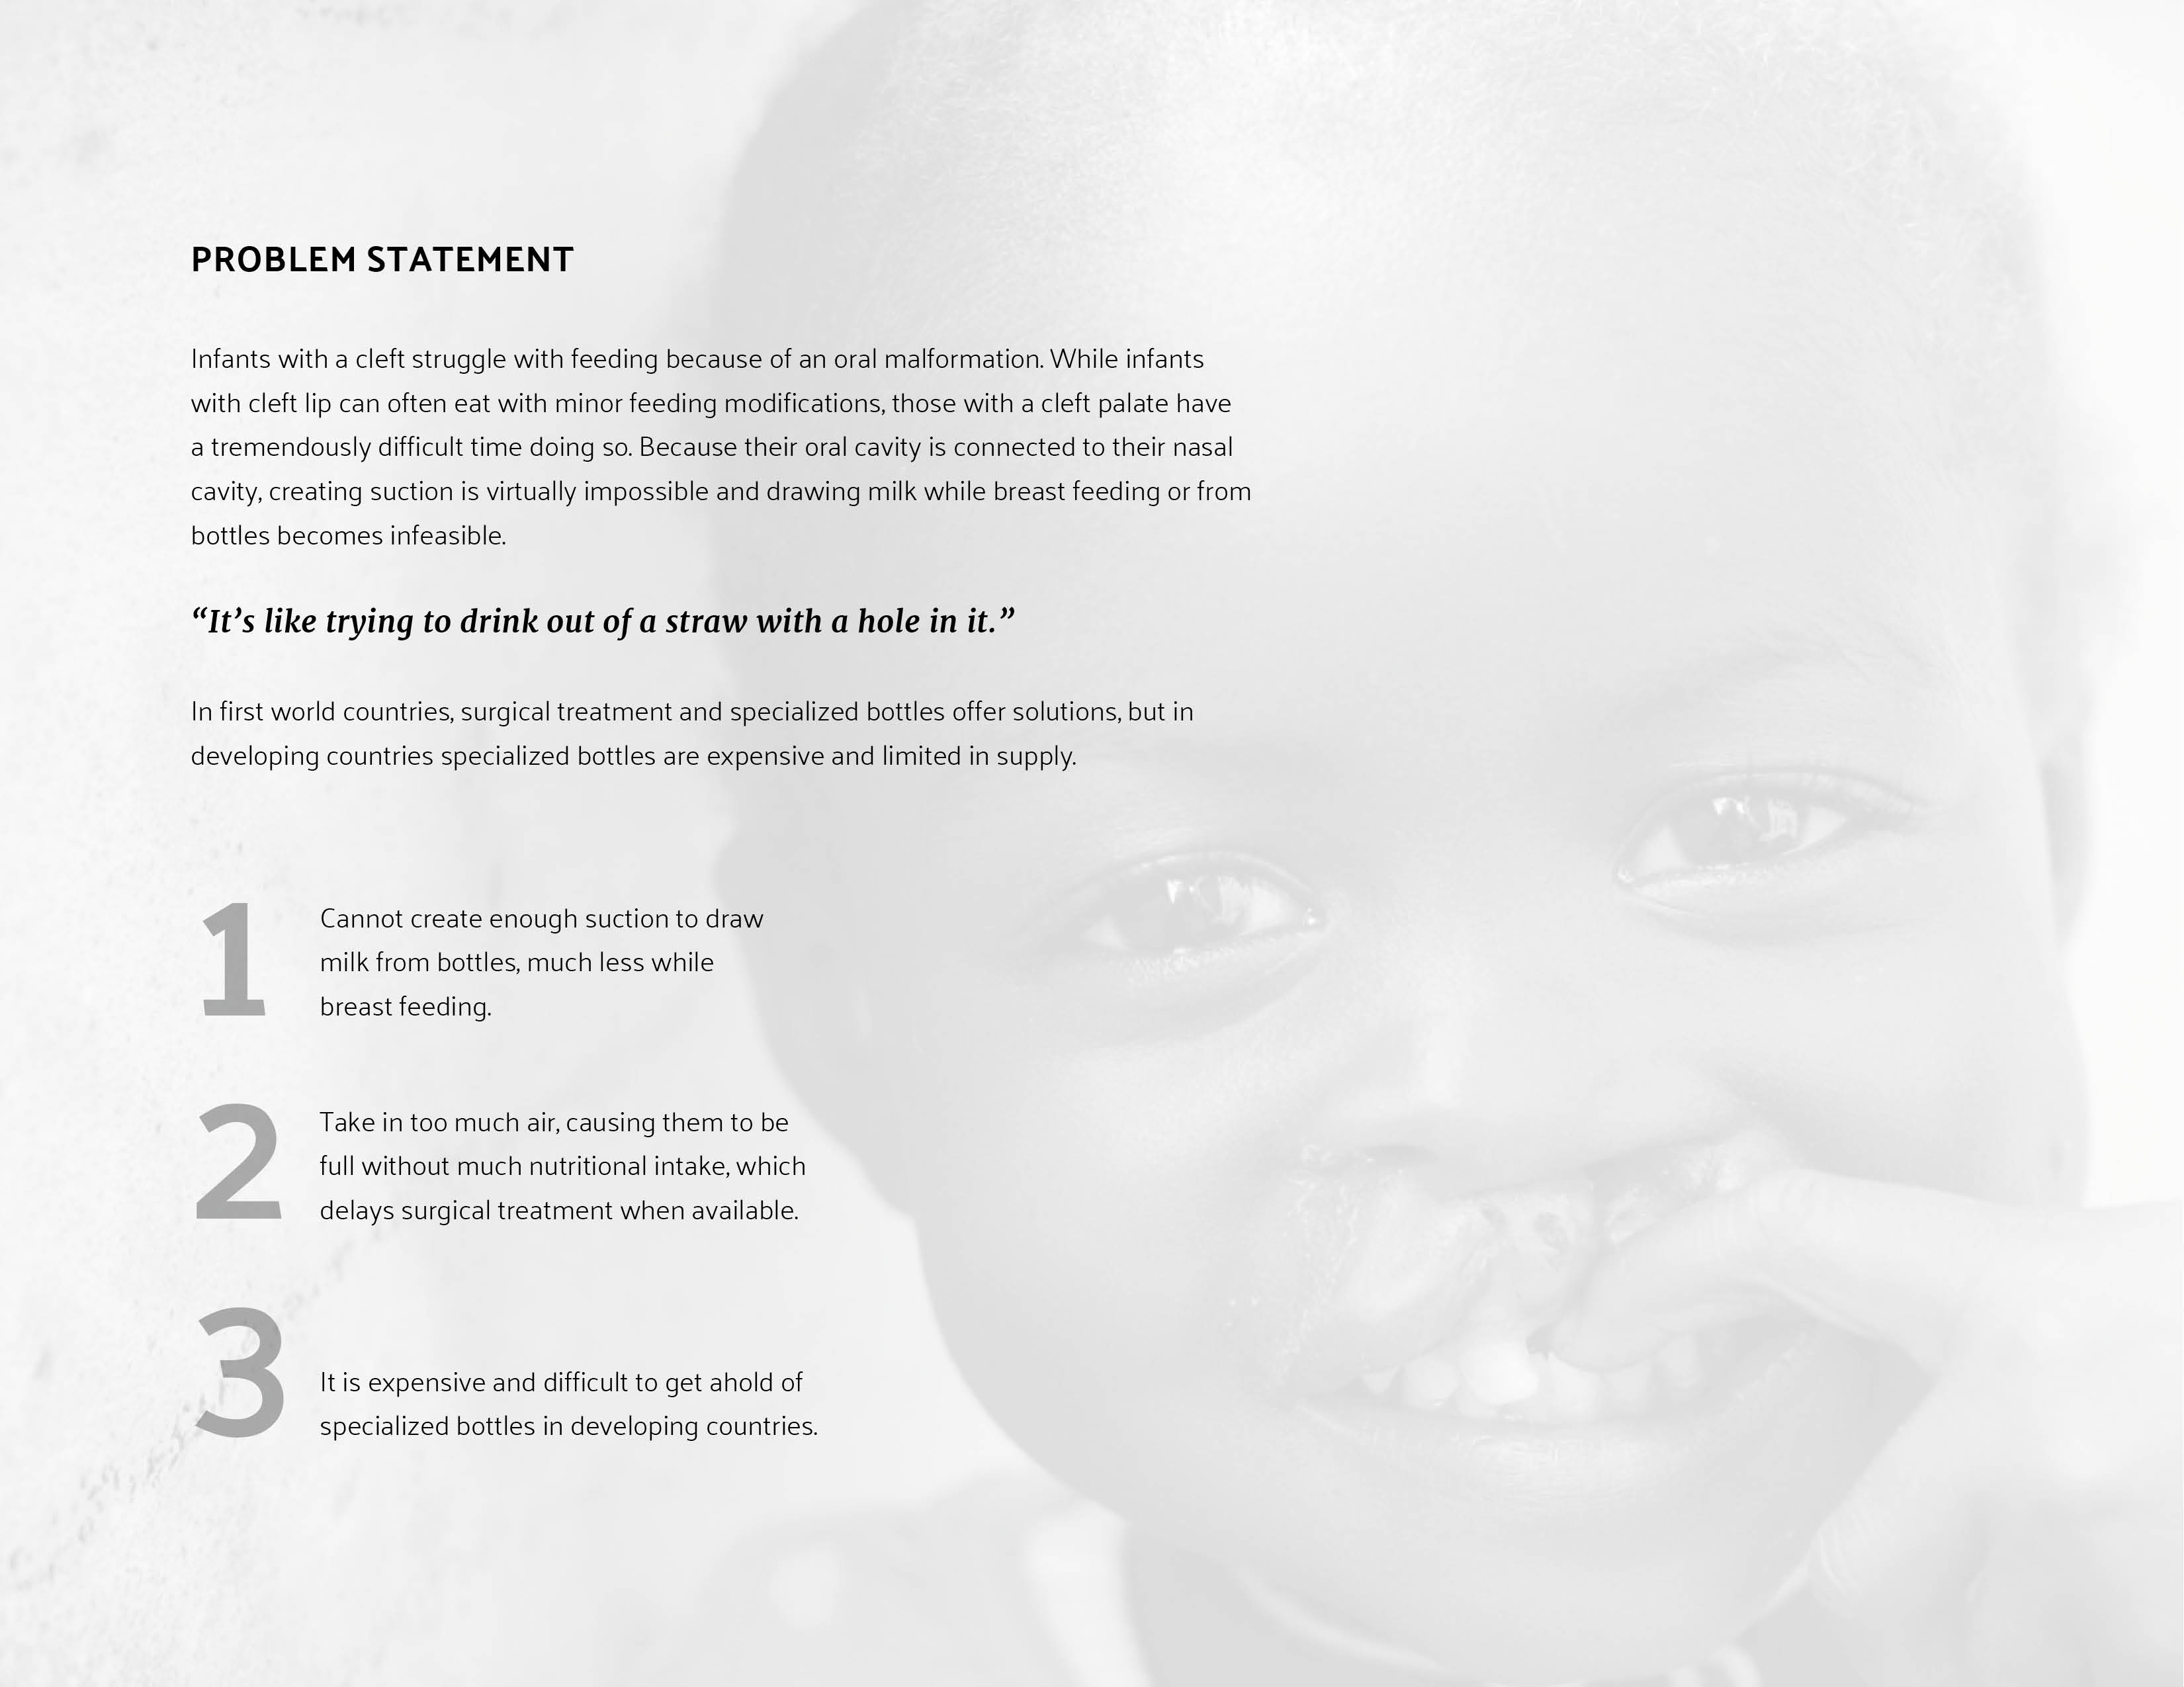 PROBLEM STATEMENT
Infants with a cleft struggle with feeding because of an oral malformation. While infants
with cleft lip can often eat with minor feeding modifications, those with a cleft palate have
a tremendously difficult time doing so. Because their oral cavity is connected to their nasal
cavity, creating suction is virtually impossible and drawing milk while breast feeding or from
bottles becomes infeasible.
“It’s like trying to drink out of a straw with a hole in it.”
In first world countries, surgical treatment and specialized bottles offer solutions, but in
developing countries specialized bottles are expensive and limited in supply.
1
Cannot create enough suction to draw
milk from bottles, much less while
breast feeding.
2
Take in too much air, causing them to be
full without much nutritional intake, which
delays surgical treatment when available.
3
It is expensive and difficult to get ahold of
specialized bottles in developing countries.